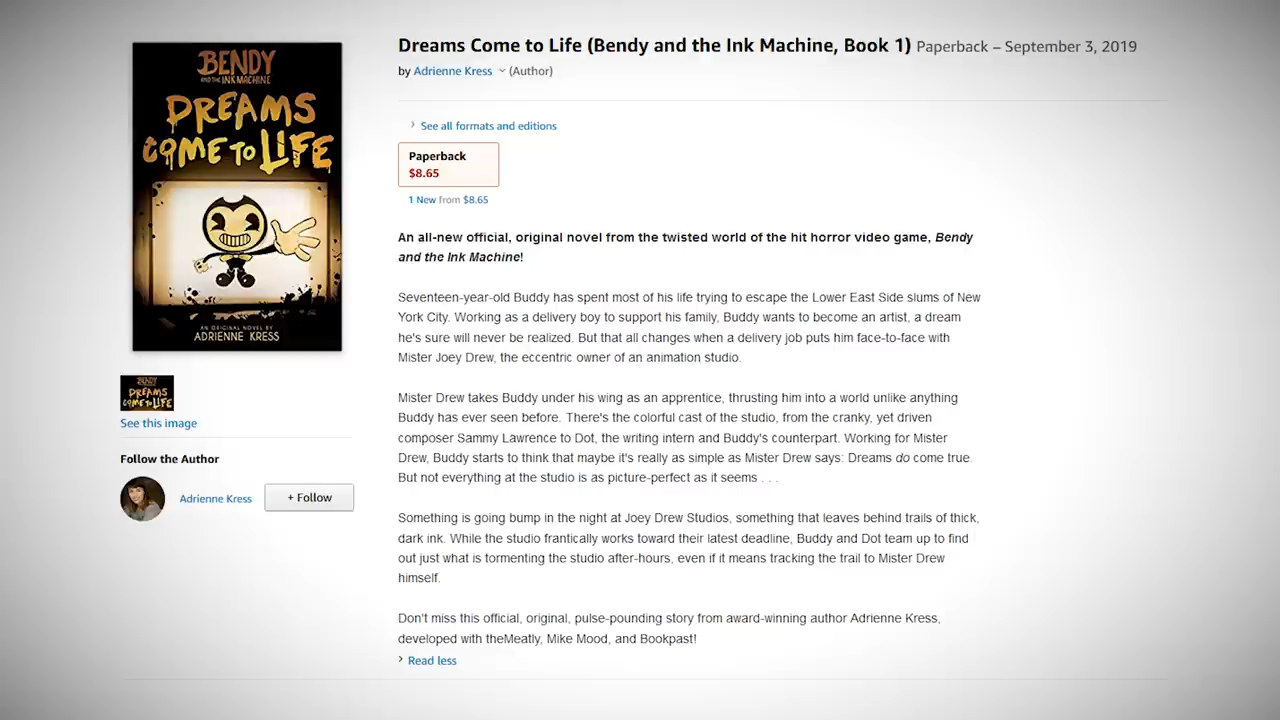 BENDY
AND THE INK MACHINE
DREAMS
COME TO LIFE
AN ORIGINAL NOVEL BY
ADRIENNE KRESS
BENDY
DREAMS
COME TO LIFE
See this image
Follow the Author
Adrienne Kress
+ Follow
Dreams Come to Life (Bendy and the Ink Machine, Book 1) Paperback – September 3, 2019
by Adrienne Kress (Author)
See all formats and editions
Paperback
$8.65
1 New from $8.65
An all-new official, original novel from the twisted world of the hit horror video game, Bendy
and the Ink Machine!
Seventeen-year-old Buddy has spent most of his life trying to escape the Lower East Side slums of New
York City. Working as a delivery boy to support his family, Buddy wants to become an artist, a dream
he's sure will never be realized. But that all changes when a delivery job puts him face-to-face with
Mister Joey Drew, the eccentric owner of an animation studio.
Mister Drew takes Buddy under his wing as an apprentice, thrusting him into a world unlike anything
Buddy has ever seen before. There's the colorful cast of the studio, from the cranky, yet driven
composer Sammy Lawrence to Dot, the writing intern and Buddy's counterpart. Working for Mister
Drew, Buddy starts to think that maybe it's really as simple as Mister Drew says: Dreams do come true.
But not everything at the studio is as picture-perfect as it seems . . .
Something is going bump in the night at Joey Drew Studios, something that leaves behind trails of thick,
dark ink. While the studio frantically works toward their latest deadline, Buddy and Dot team up to find
out just what is tormenting the studio after-hours, even if it means tracking the trail to Mister Drew
himself.
Don't miss this official, original, pulse-pounding story from award-winning author Adrienne Kress,
developed with theMeatly, Mike Mood, and Bookpast!
Read less